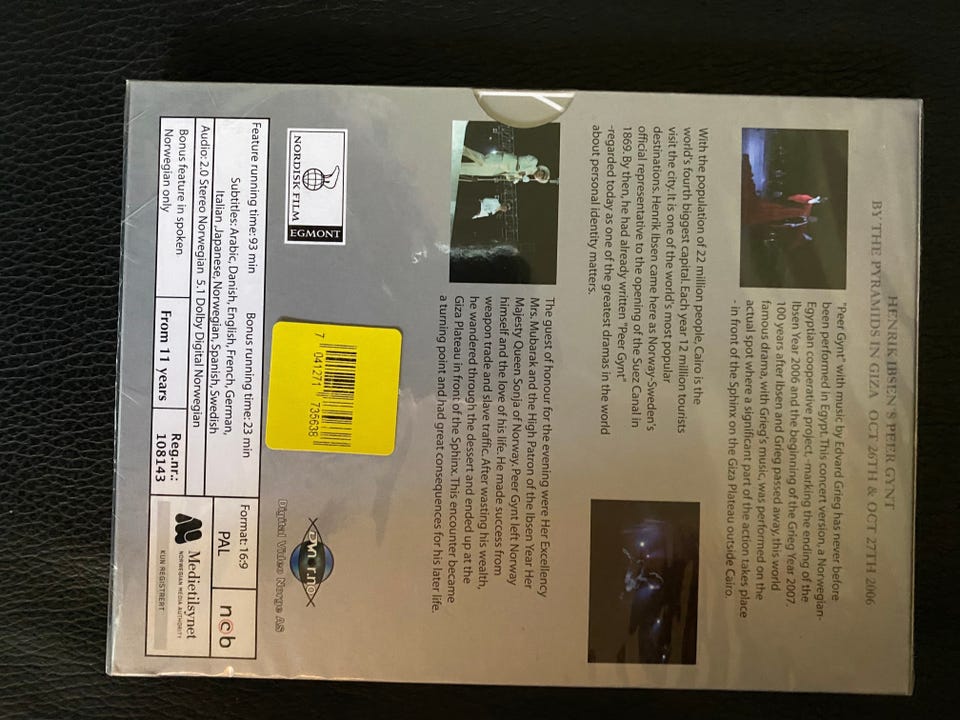 HENRIK IBSEN'S PEER GYNT
BY THE PYRAMIDS IN GIZA OCT 26TH & OCT 27TH 2006
"Peer Gynt" with music by Edvard Grieg has never before
been performed in Egypt. This concert version, a Norwegian-
Egyptian cooperative project, -marking the ending of the
Ibsen Year 2006 and the beginning of the Grieg Year 2007.
100 years after Ibsen and Grieg passed away, this world
famous drama, with Grieg's music, was performed on the
actual spot where a significant part of the action takes place
- in front of the Sphinx on the Giza Plateau outside Cairo.
With the population of 22 million people, Cairo is the
world's fourth biggest capital. Each year 12 million tourists
visit the city. It is one of the world's most popular
destinations. Henrik Ibsen came here as Norway-Sweden's
official representative to the opening of the Suez Canal in
1869. By then, he had already written "Peer Gynt"
-regarded today as one of the greatest dramas in the world
about personal identity matters.
The guest of honour for the evening were Her Excellency
Mrs. Mubarak and the High Patron of the Ibsen Year Her
Majesty Queen Sonja of Norway. Peer Gynt left Norway
himself and the love of his life. He made success from
weapon trade and slave traffic. After wasting his wealth,
he wandered through the dessert and ended up at the
Giza Plateau in front of the Sphinx. This encounter became
a turning point and had great consequences for his later life.
NORDISK FILM
EGMONT
7 041271 735638
DVNor.no
Digital Video Norge AS
Feature running time: 93 min Bonus running time: 23 min
Subtitles: Arabic, Danish, English, French, German,
Italian ,Japanese, Norwegian, Spanish, Swedish
Audio: 2.0 Stereo Norwegian 5.1 Dolby Digital Norwegian
Bonus feature in spoken
Norwegian only
From 11 years
Reg.nr.:
108143
Format: 16:9
PAL
ncb
Medietilsynet
NORWEGIAN MEDIA AUTHORITY
KUN REGISTRERT